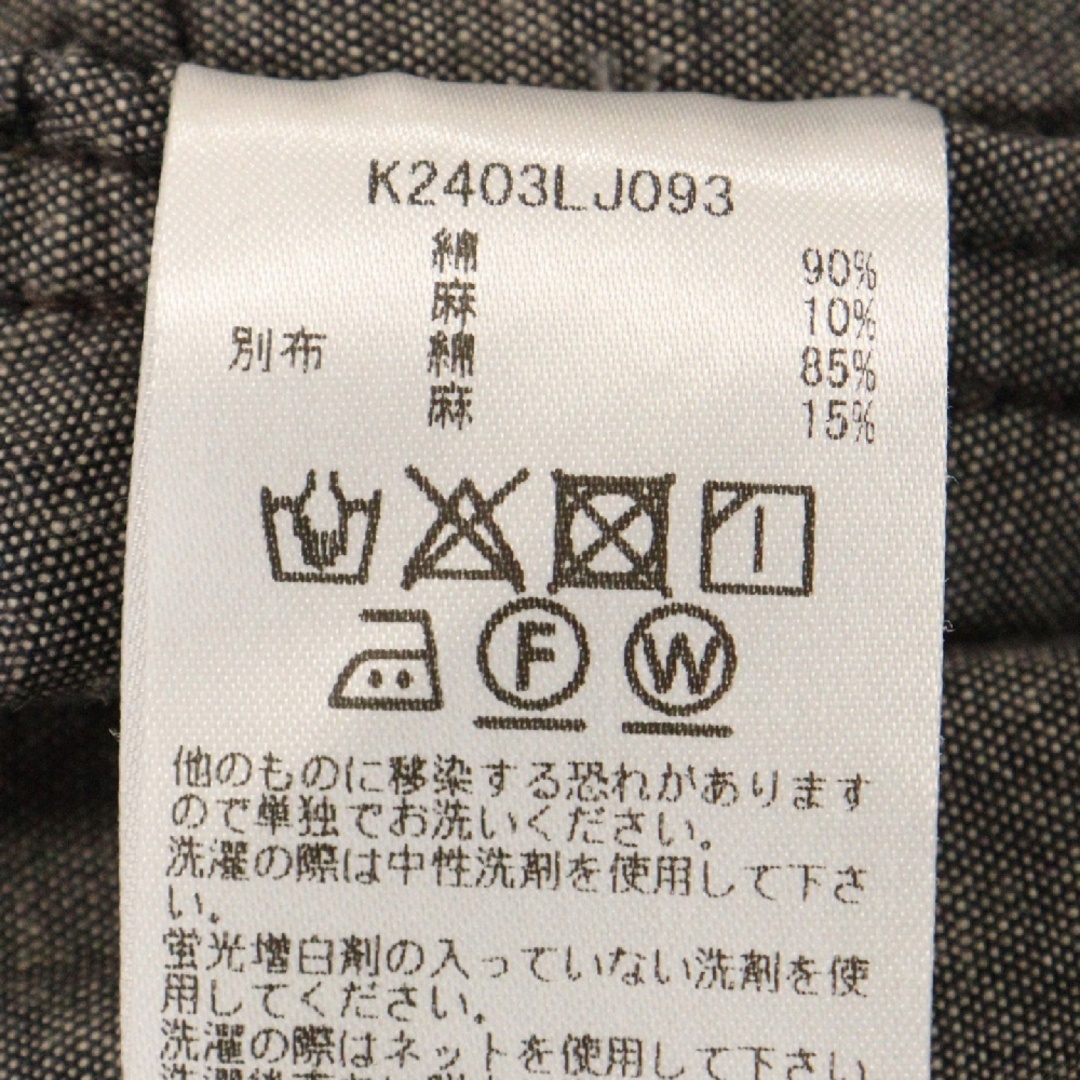 K2403LJ093
綿 90%
麻 10%
別布 綿 85%
麻 15%
F W
他のものに移染する恐れがあります
ので単独でお洗いください。
洗濯の際は中性洗剤を使用して下さ
い。
蛍光増白剤の入っていない洗剤を使
用してください。
洗濯の際はネットを使用して下さい